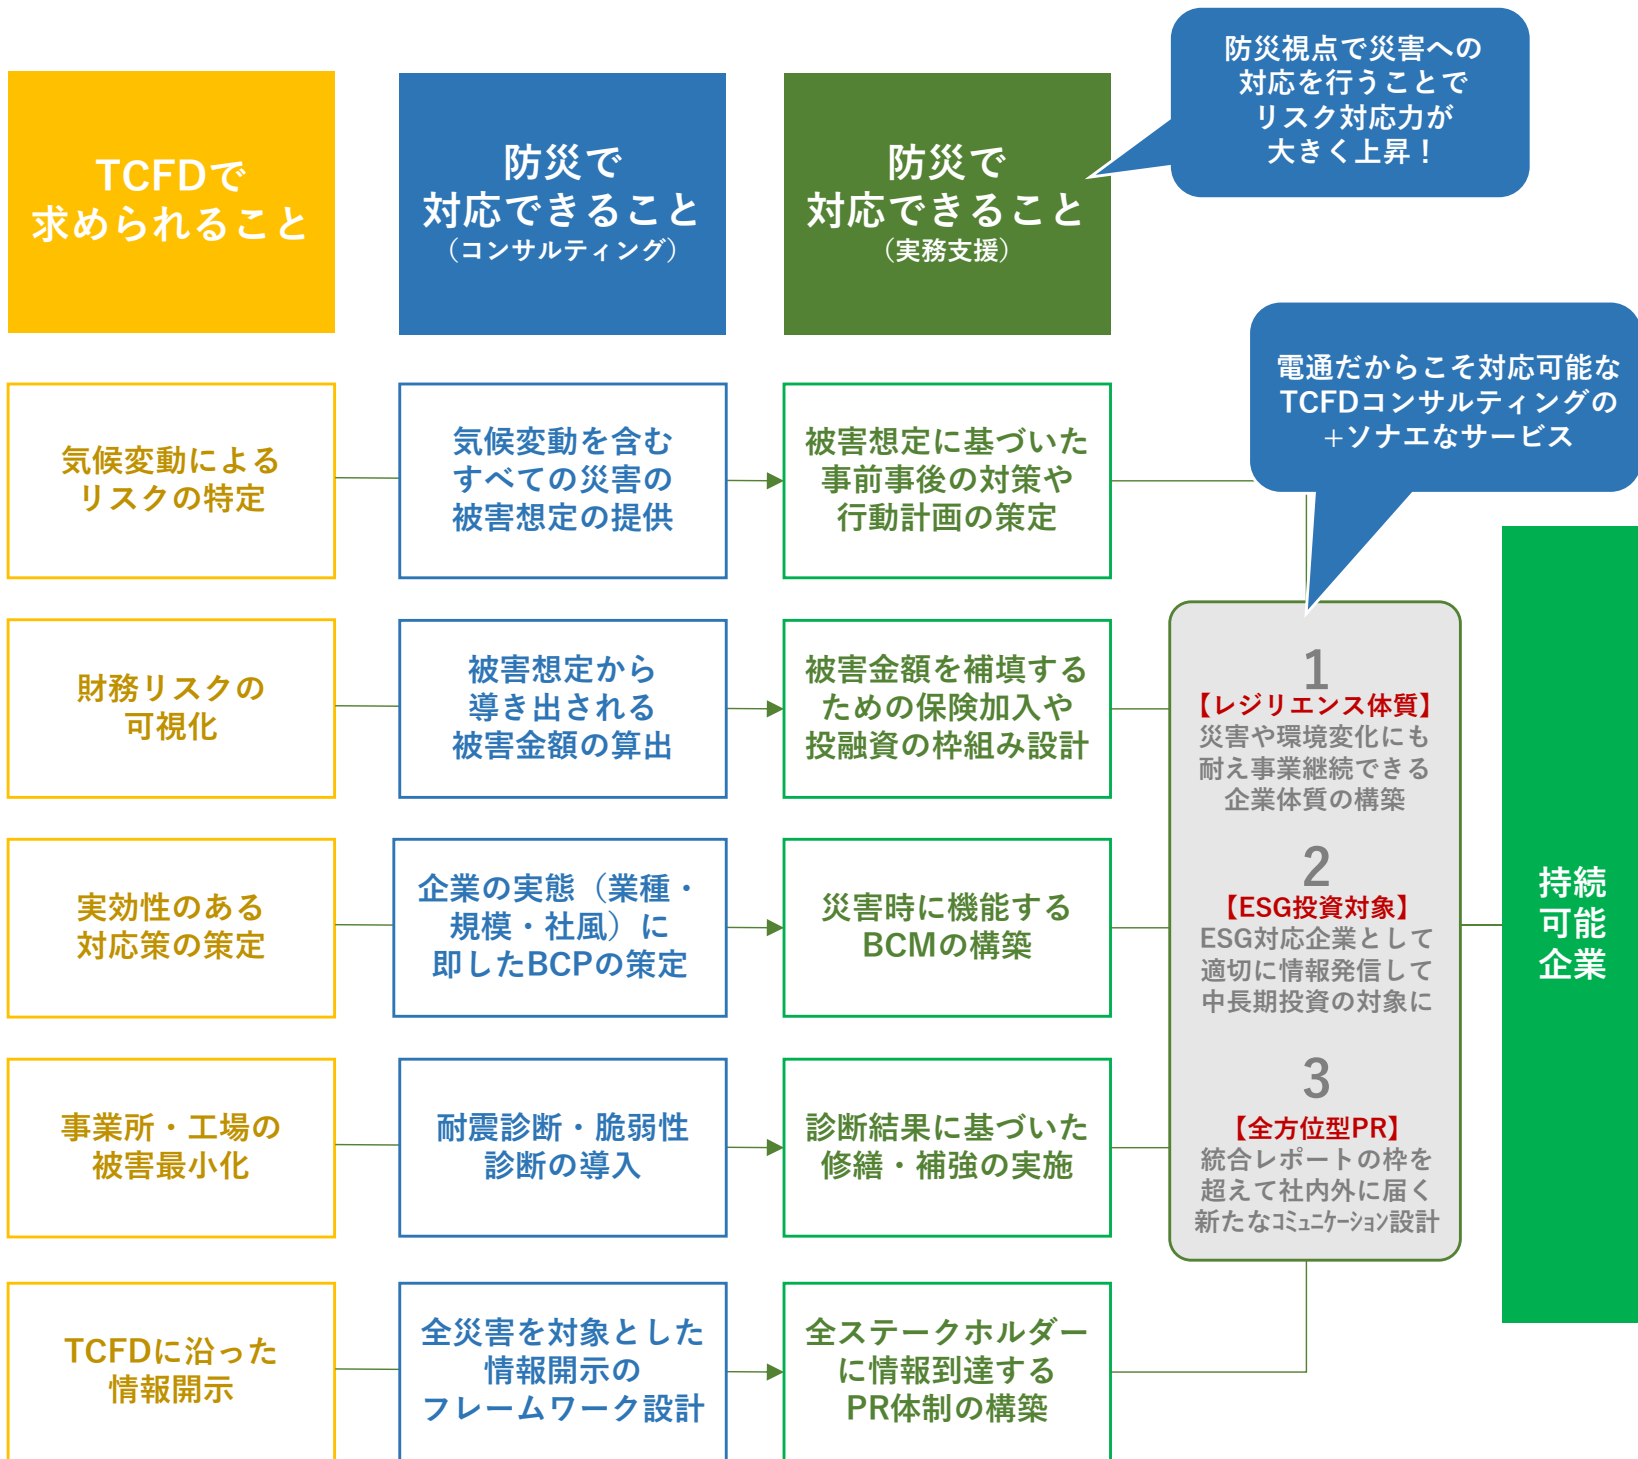 防災視点で災害への
対応を行うことで
リスク対応力が
大きく上昇！
TCFDで
求められること
防災で
対応できること
（コンサルティング）
防災で
対応できること
（実務支援）
電通だからこそ対応可能な
TCFDコンサルティングの
+ソナエなサービス
気候変動による
リスクの特定
気候変動を含む
すべての災害の
被害想定の提供
被害想定に基づいた
事前事後の対策や
行動計画の策定
財務リスクの
可視化
被害想定から
導き出される
被害金額の算出
被害金額を補填する
ための保険加入や
投融資の枠組み設計
実効性のある
対応策の策定
企業の実態（業種・
規模・社風）に
即したBCPの策定
災害時に機能する
BCMの構築
事業所・工場の
被害最小化
耐震診断・脆弱性
診断の導入
診断結果に基づいた
修繕・補強の実施
TCFDに沿った
情報開示
全災害を対象とした
情報開示の
フレームワーク設計
全ステークホルダー
に情報到達する
PR体制の構築
1
【レジリエンス体質】
災害や環境変化にも
耐え事業継続できる
企業体質の構築
2
【ESG投資対象】
ESG対応企業として
適切に情報発信して
中長期投資の対象に
3
【全方位型PR】
統合レポートの枠を
超えて社内外に届く
新たなｺﾐｭﾆｹｰｼｮﾝ設計
持続
可能
企業